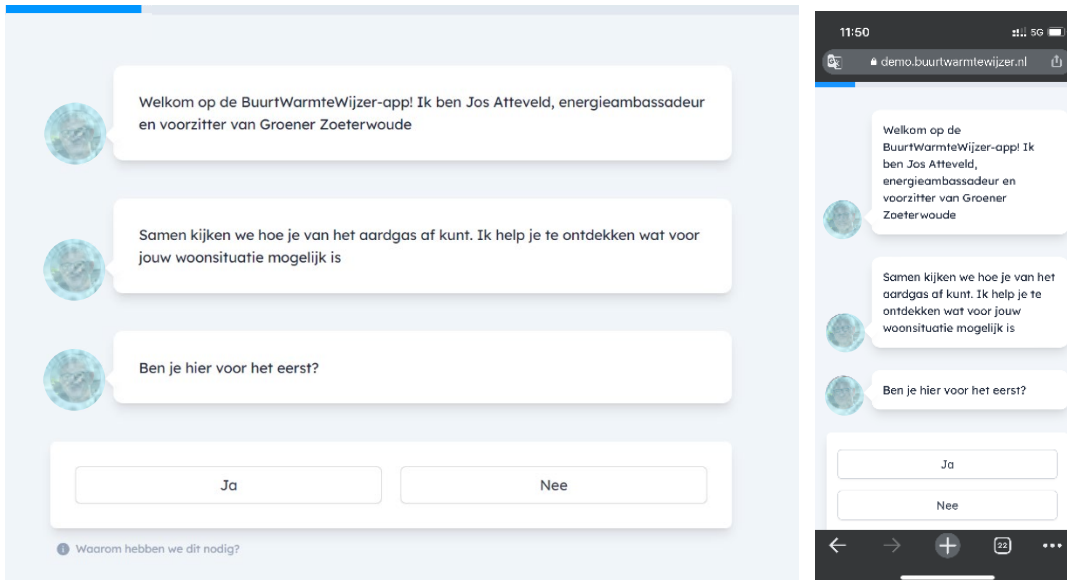 Welkom op de BuurtWarmteWijzer-app! Ik ben Jos Atteveld, energieambassadeur
en voorzitter van Groener Zoeterwoude
Samen kijken we hoe je van het aardgas af kunt. Ik help je te ontdekken wat voor
jouw woonsituatie mogelijk is
Ben je hier voor het eerst?
Ja
Nee
Waarom hebben we dit nodig?
11:50
5G
demo.buurtwarmtewijzer.nl
Welkom op de
BuurtWarmteWijzer-app! Ik
ben Jos Atteveld,
energieambassadeur en
voorzitter van Groener
Zoeterwoude
Samen kijken we hoe je van het
aardgas af kunt. Ik help je te
ontdekken wat voor jouw
woonsituatie mogelijk is
Ben je hier voor het eerst?
Ja
Nee
22